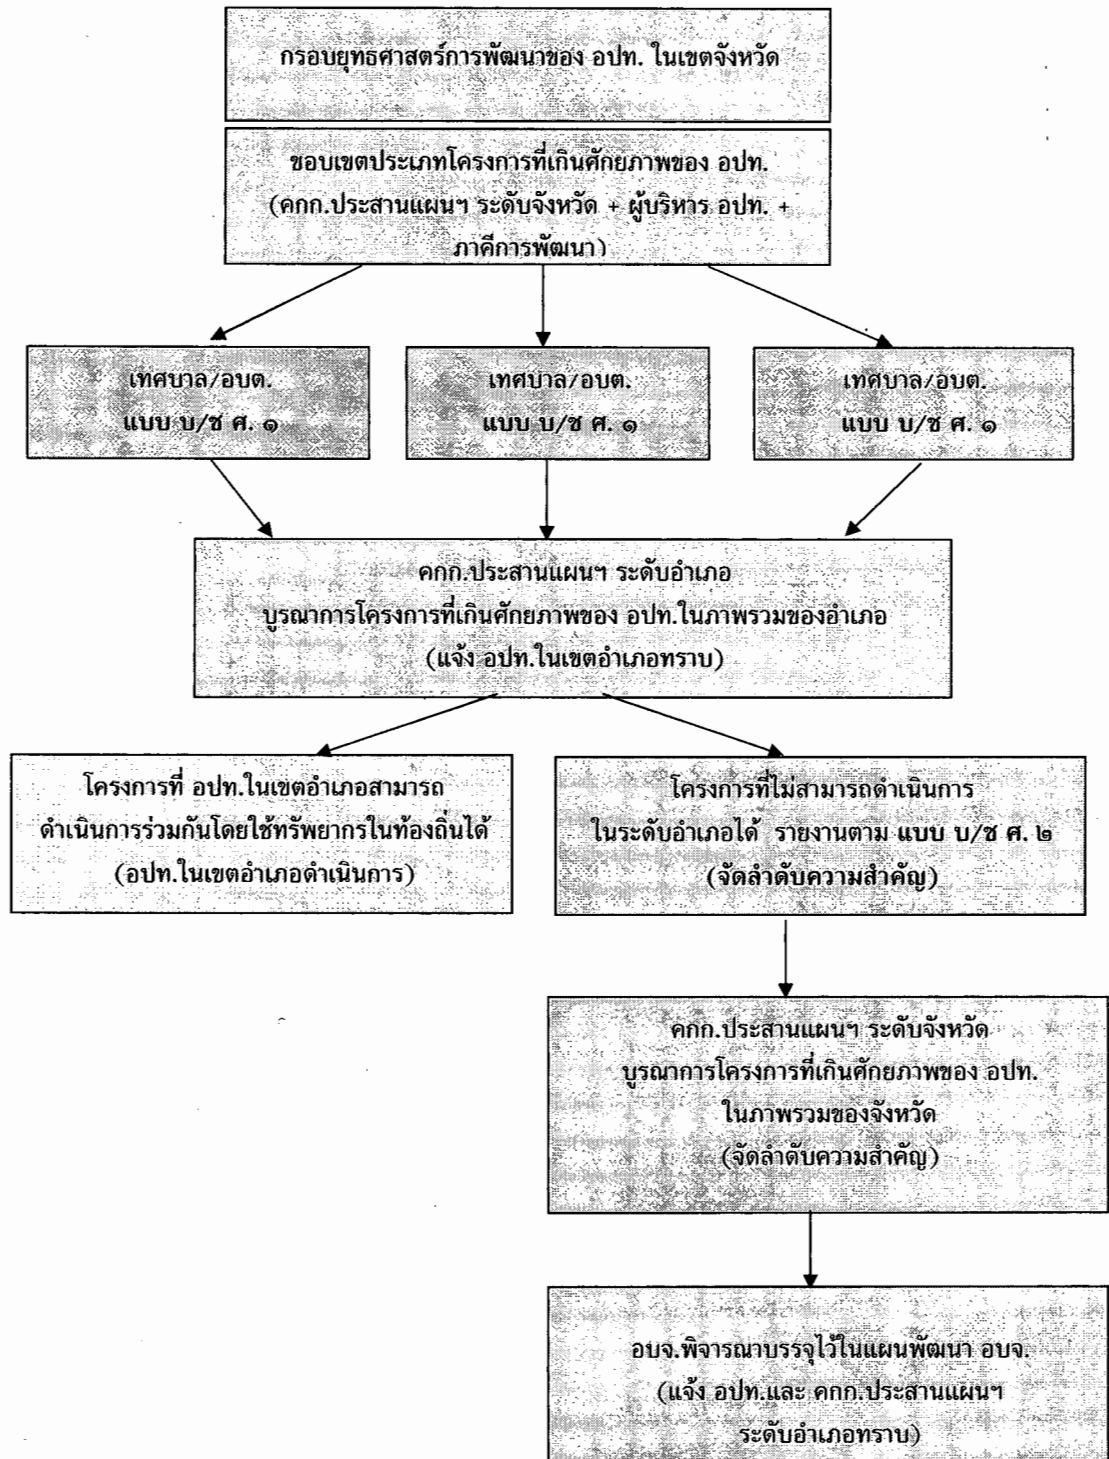 กรอบยุทธศาสตร์การพัฒนาของ อปท. ในเขตจังหวัด
ขอบเขตประเภทโครงการที่เกินศักยภาพของ อปท.
(คกก.ประสานแผนฯ ระดับจังหวัด + ผู้บริหาร อปท. +
ภาคีการพัฒนา)
เทศบาล/อบต.
แบบ บ/ช ศ. ๑
เทศบาล/อบต.
แบบ บ/ช ศ. ๑
เทศบาล/อบต.
แบบ บ/ช ศ. ๑
คกก.ประสานแผนฯ ระดับอำเภอ
บูรณาการโครงการที่เกินศักยภาพของ อปท.ในภาพรวมของอำเภอ
(แจ้ง อปท.ในเขตอำเภอทราบ)
โครงการที่ อปท.ในเขตอำเภอสามารถ
ดำเนินการร่วมกันโดยใช้ทรัพยากรในท้องถิ่นได้
(อปท.ในเขตอำเภอดำเนินการ)
โครงการที่ไม่สามารถดำเนินการ
ในระดับอำเภอได้ รายงานตาม แบบ บ/ช ศ. ๒
(จัดลำดับความสำคัญ)
คกก.ประสานแผนฯ ระดับจังหวัด
บูรณาการโครงการที่เกินศักยภาพของ อปท.
ในภาพรวมของจังหวัด
(จัดลำดับความสำคัญ)
อบจ.พิจารณาบรรจุไว้ในแผนพัฒนา อบจ.
(แจ้ง อปท.และ คกก.ประสานแผนฯ
ระดับอำเภอทราบ)